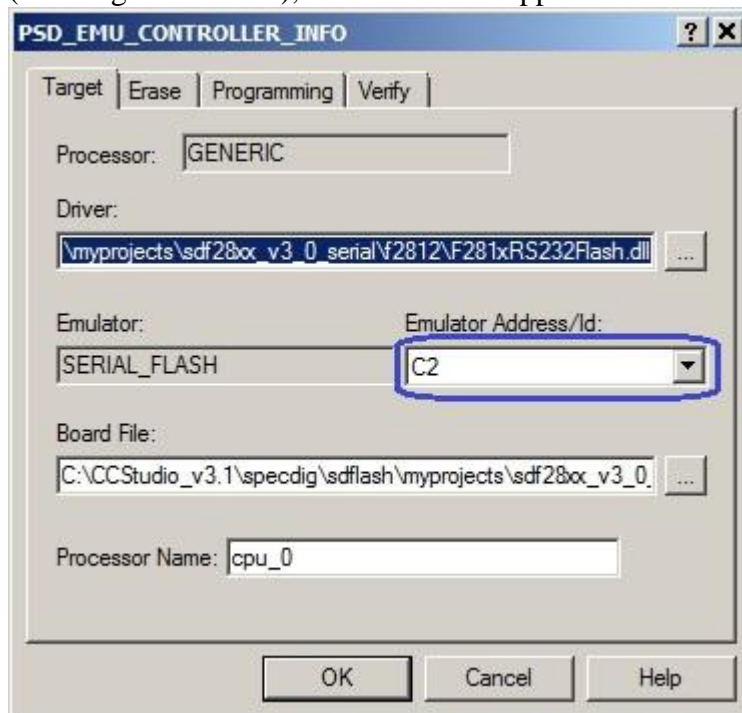 PSD_EMU_CONTROLLER_INFO ? X
Target Erase Programming Verify
Processor: GENERIC
Driver:
\myprojects\sdf28xx_v3_0_serial\f2812\F281xRS232Flash.dll ...
Emulator: Emulator Address/Id:
SERIAL_FLASH C2
Board File:
C:\CCStudio_v3.1\specdig\sdflash\myprojects\sdf28xx_v3_0_ ...
Processor Name: cpu_0
OK Cancel Help